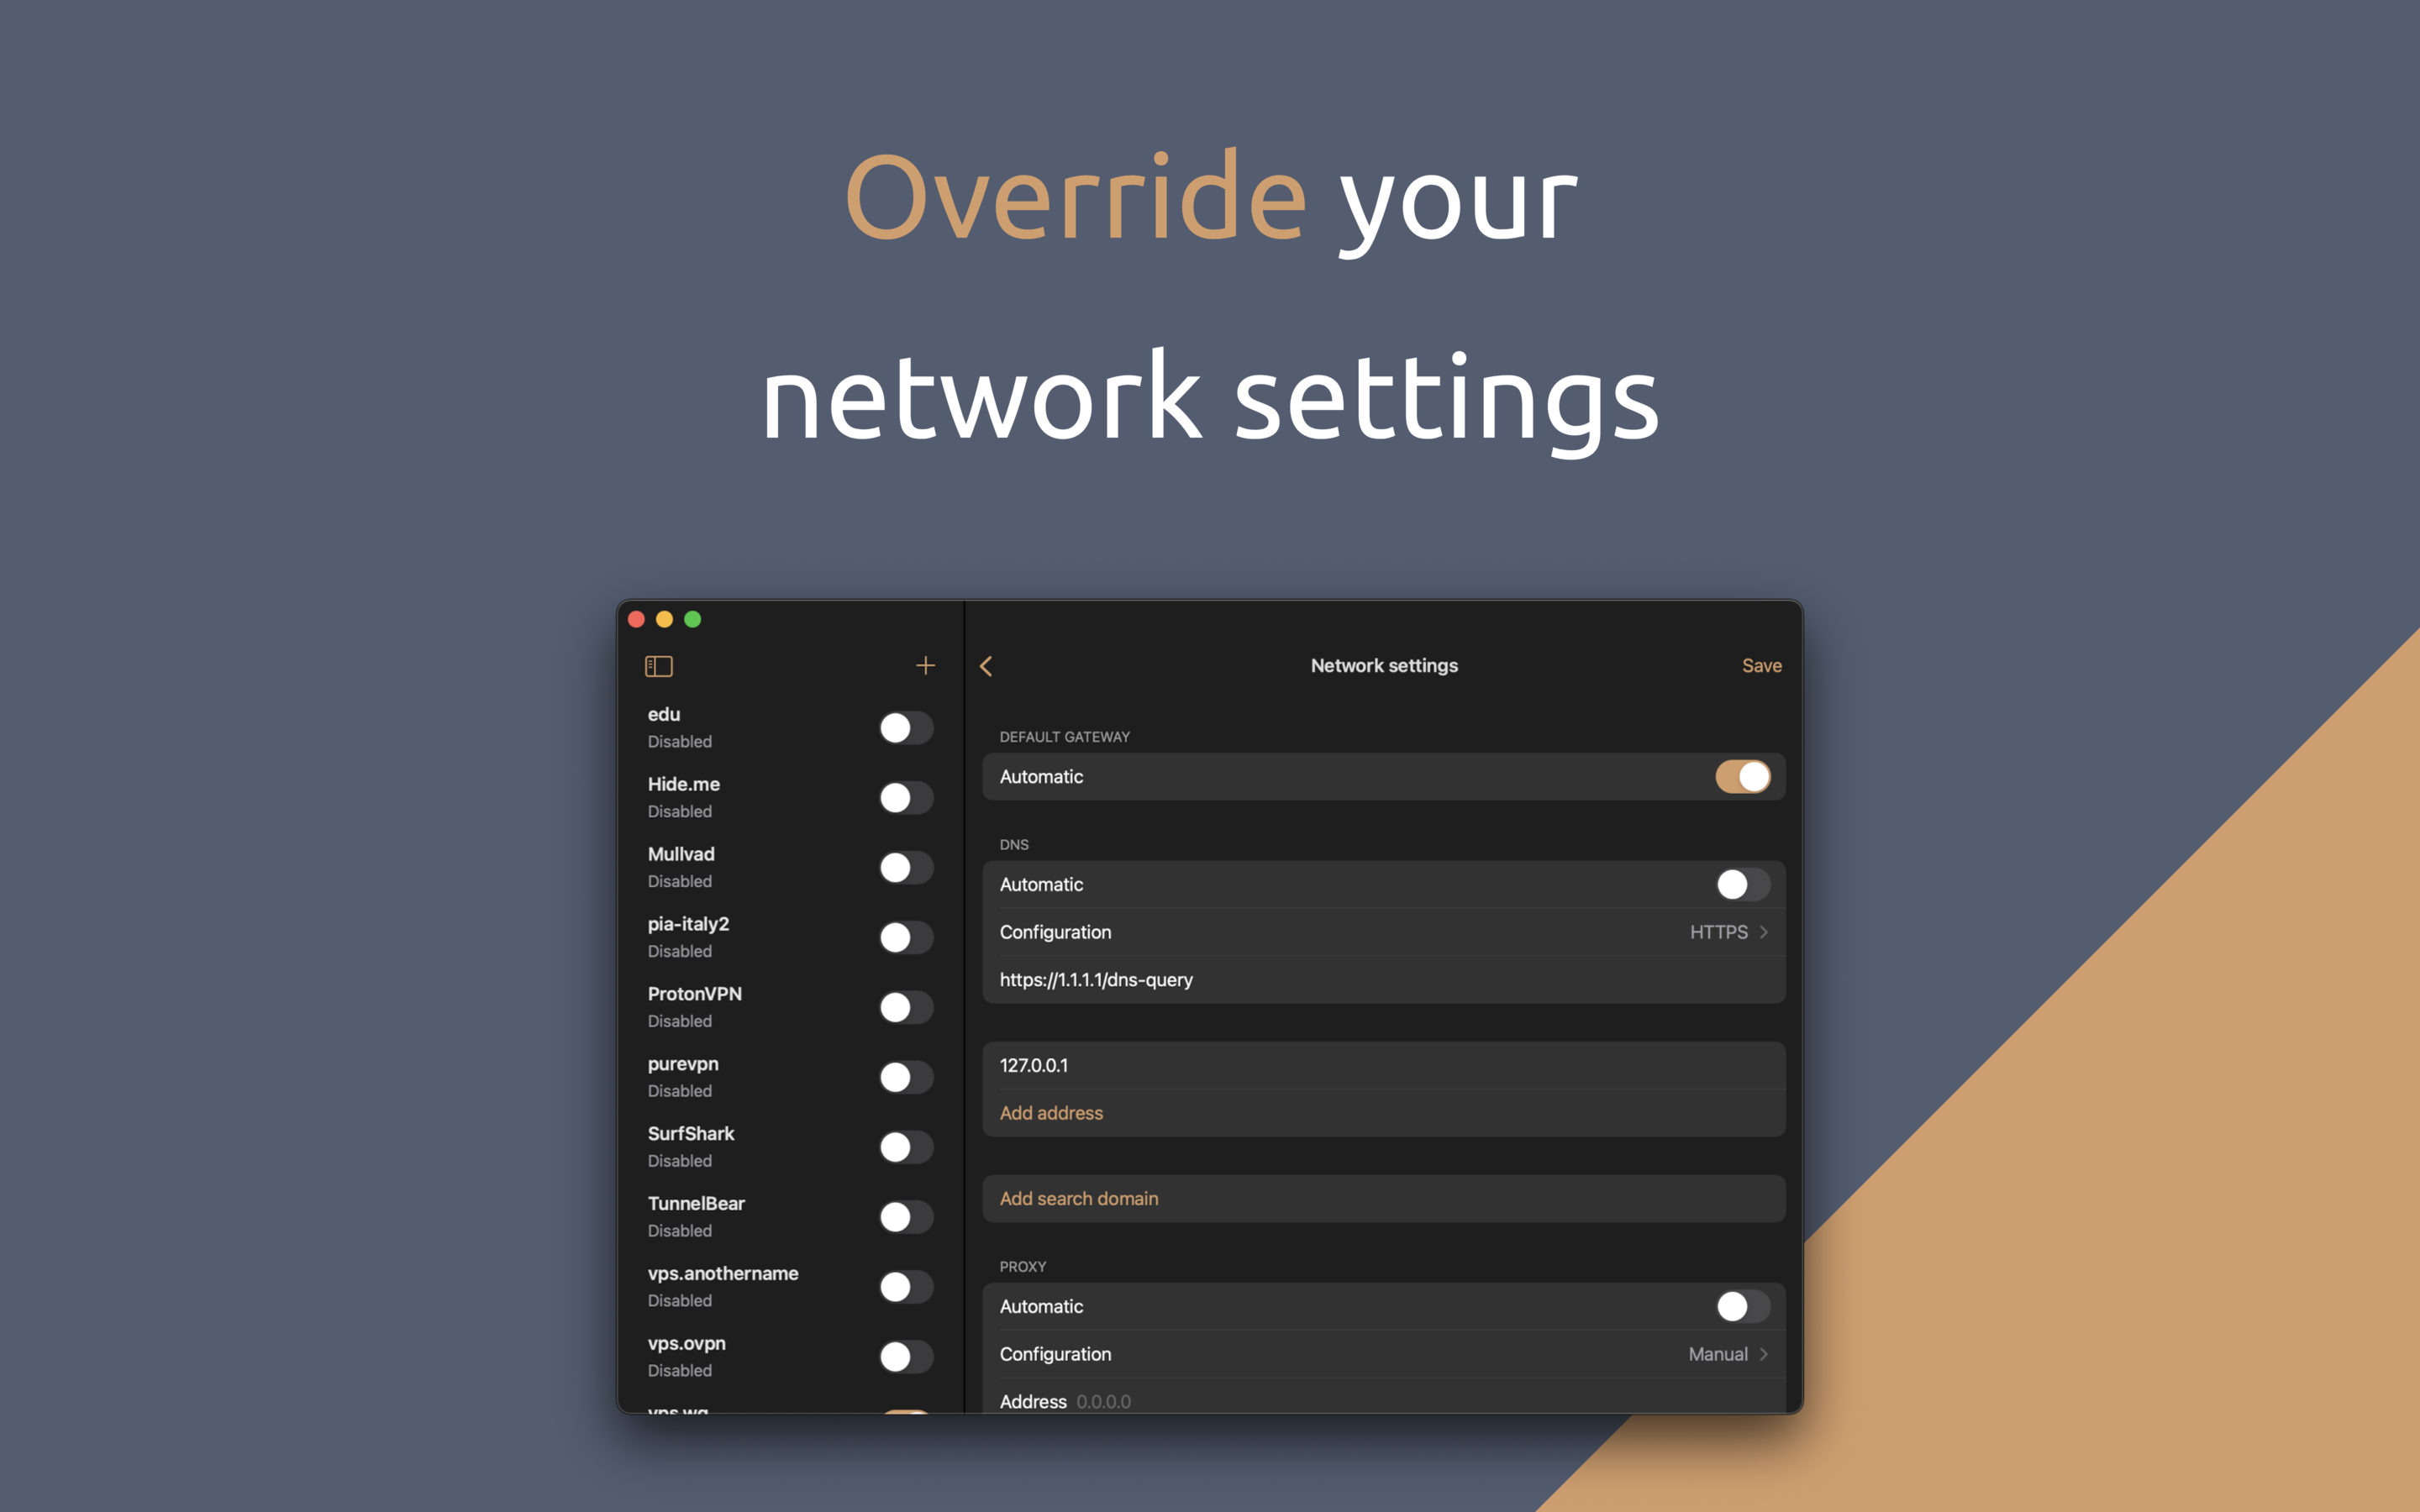 Override your
network settings
edu
Disabled
Hide.me
Disabled
Mullvad
Disabled
pia-italy2
Disabled
ProtonVPN
Disabled
purevpn
Disabled
SurfShark
Disabled
TunnelBear
Disabled
vps.anothername
Disabled
vps.ovpn
Disabled
vps.wg
Network settings
Save
DEFAULT GATEWAY
Automatic
DNS
Automatic
Configuration HTTPS
https://1.1.1.1/dns-query
127.0.0.1
Add address
Add search domain
PROXY
Automatic
Configuration Manual
Address 0.0.0.0